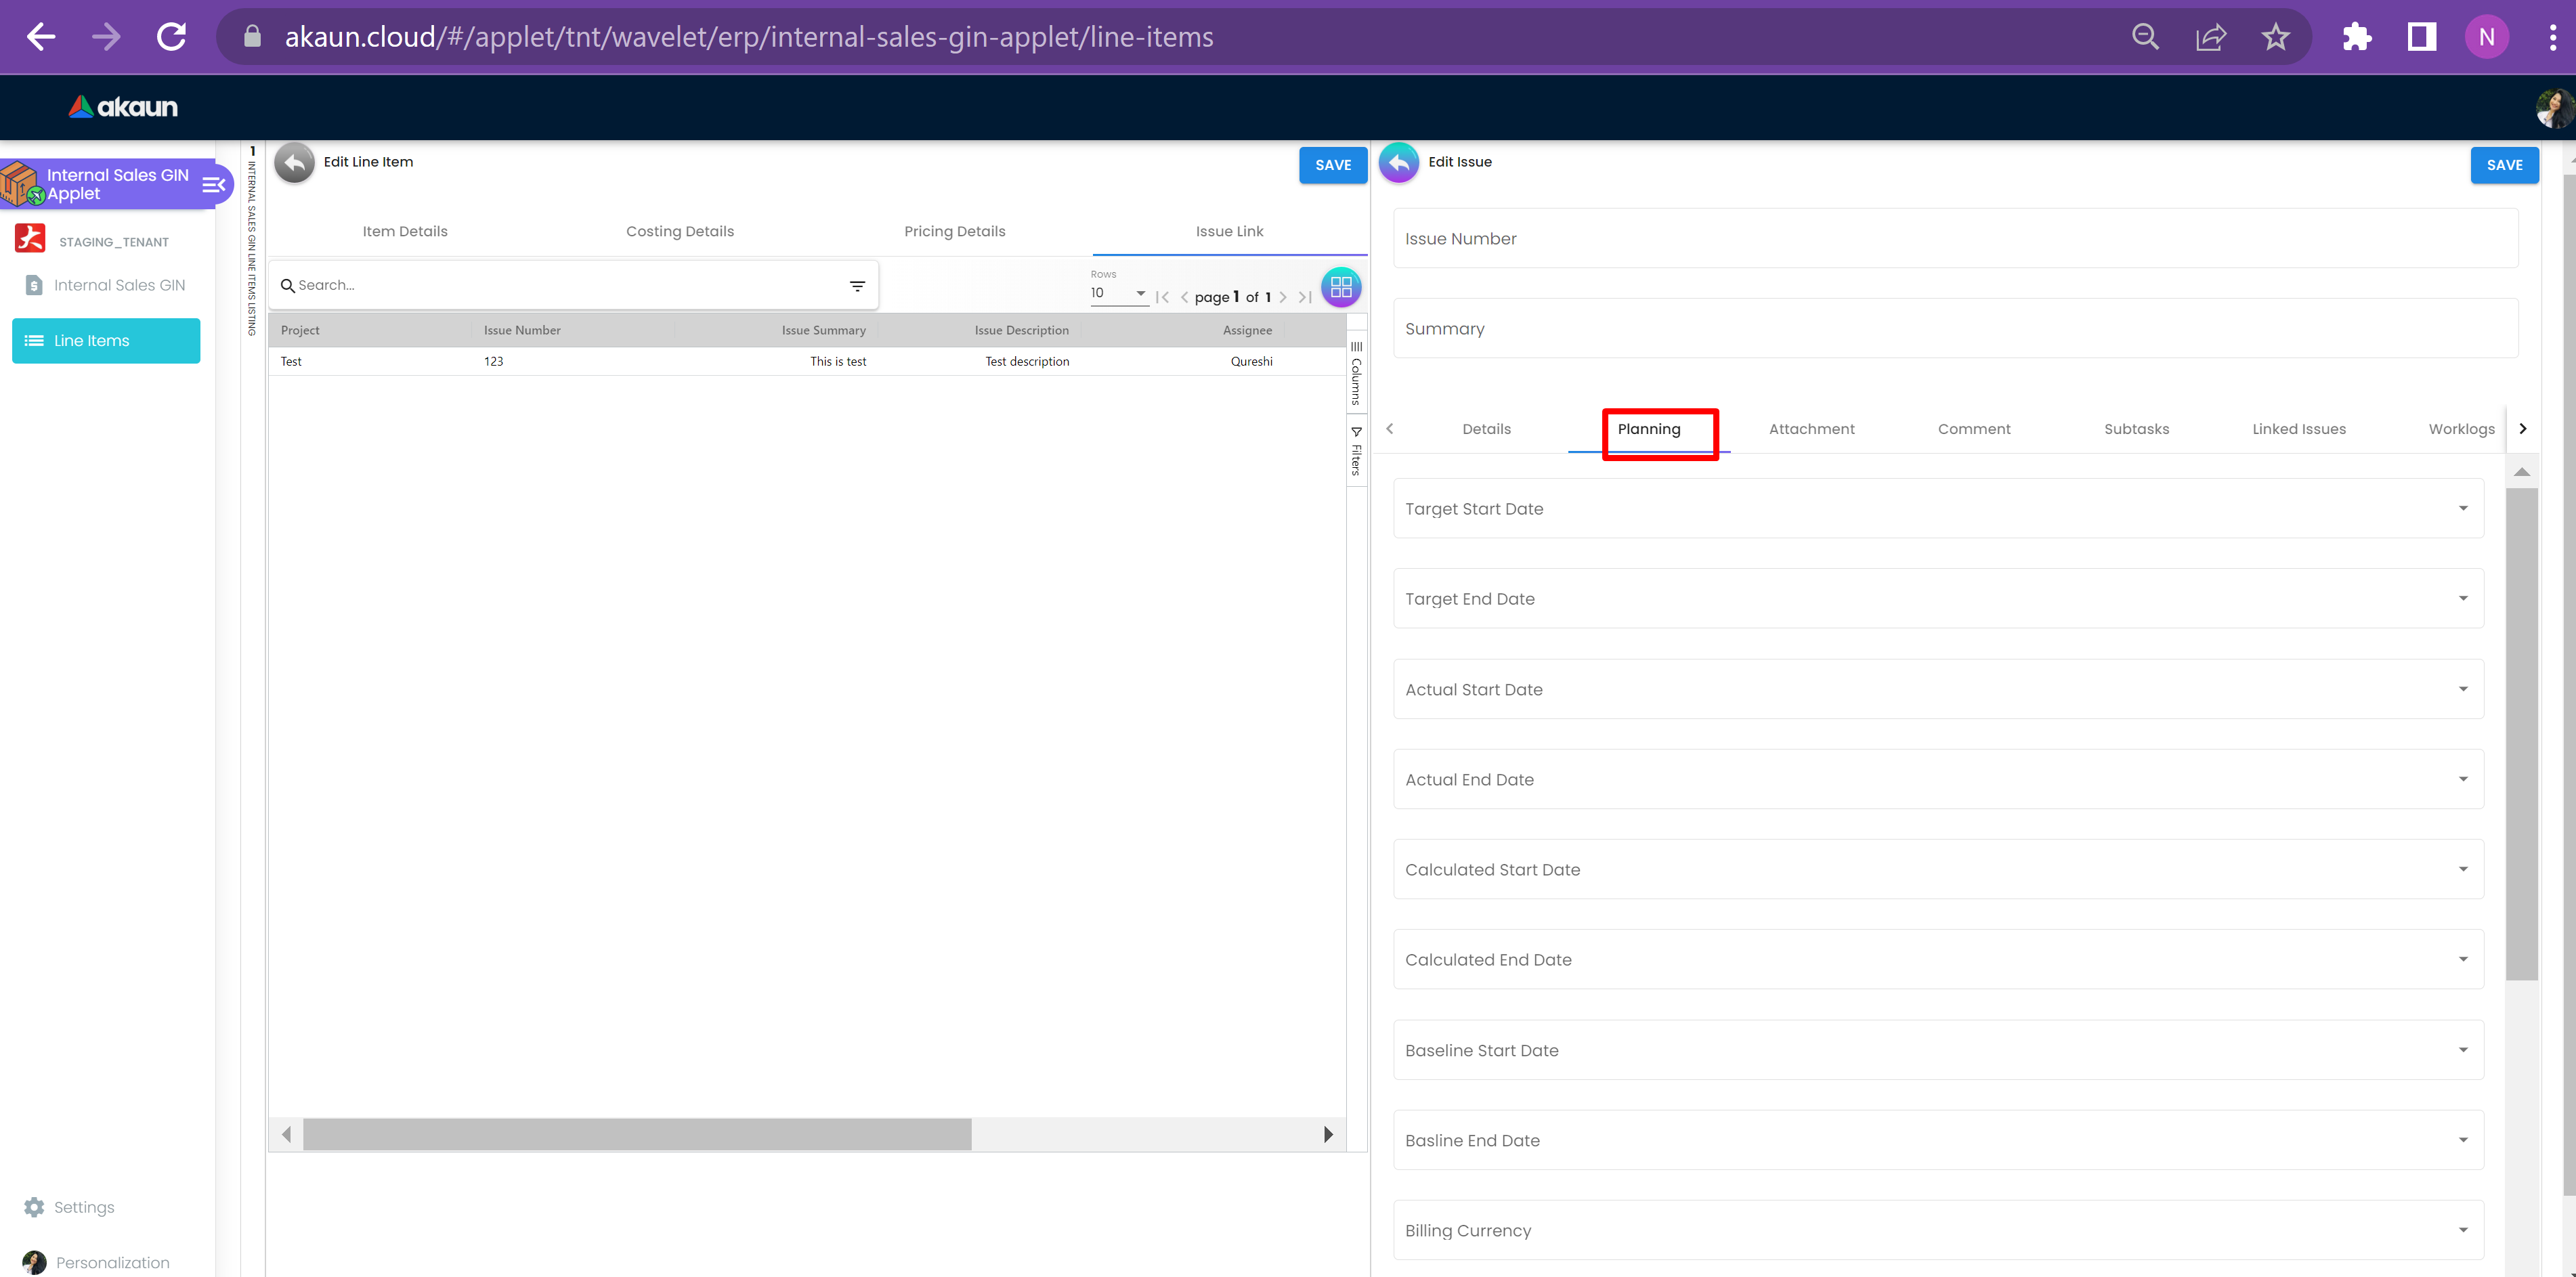 akaun.cloud/#/applet/tnt/wavelet/erp/internal-sales-gin-applet/line-items
N
akaun
Internal Sales GIN
Applet
STAGING_TENANT
Internal Sales GIN
Line Items
Settings
Personalization
1 INTERNAL SALES GIN LINE ITEMS LISTING
Edit Line Item
SAVE
Item Details
Costing Details
Pricing Details
Issue Link
Search...
Rows
10
page 1 of 1
Project Issue Number Issue Summary Issue Description Assignee
Test 123 This is test Test description Qureshi
Columns
Filters
Edit Issue
SAVE
Issue Number
Summary
Details
Planning
Attachment
Comment
Subtasks
Linked Issues
Worklogs
Target Start Date
Target End Date
Actual Start Date
Actual End Date
Calculated Start Date
Calculated End Date
Baseline Start Date
Basline End Date
Billing Currency